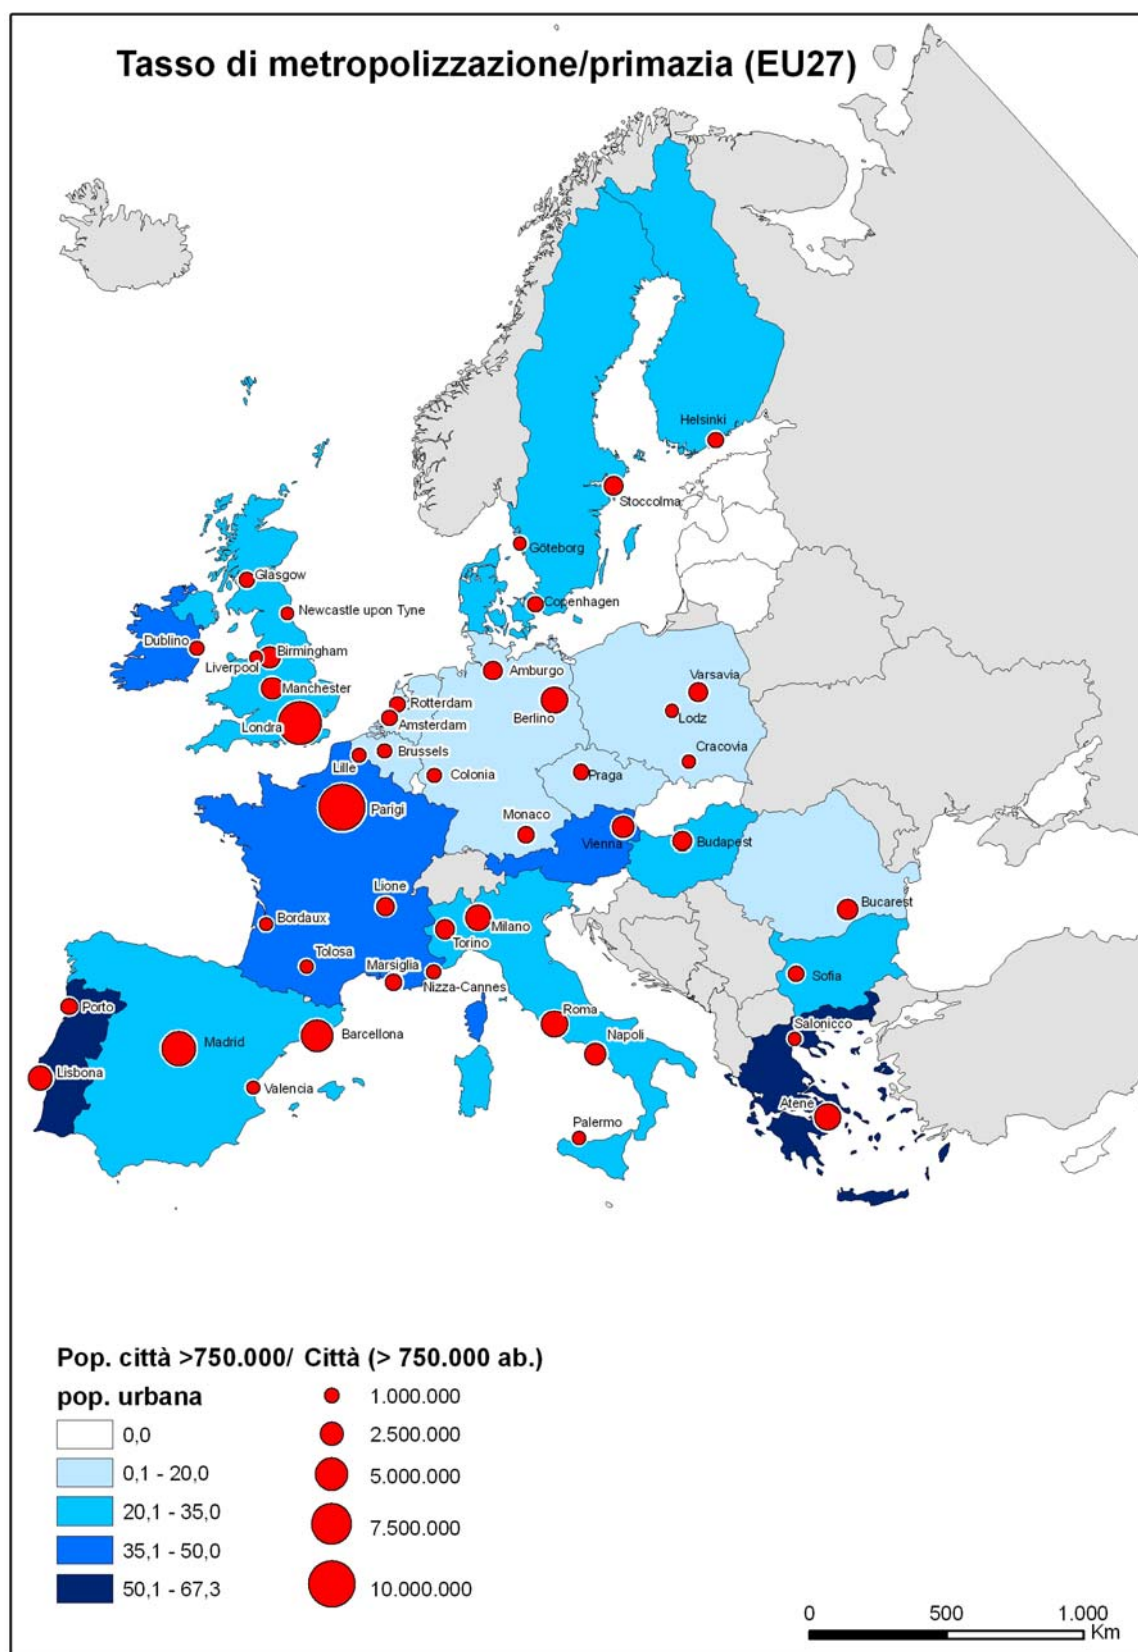 Tasso di metropolizzazione/primazia (EU27)
Helsinki
Stoccolma
Göteborg
Glasgow
Copenhagen
Newcastle upon Tyne
Dublino
Birmingham
Liverpool
Amburgo
Varsavia
Manchester
Rotterdam
Lodz
Londra
Amsterdam
Berlino
Brussels
Cracovia
Lille
Colonia
Praga
Parigi
Monaco
Vienna
Budapest
Lione
Bucarest
Bordaux
Milano
Torino
Tolosa
Marsiglia
Sofia
Nizza-Cannes
Porto
Roma
Salonicco
Barcellona
Napoli
Madrid
Lisbona
Valencia
Atene
Palermo
Pop. città >750.000/ Città (> 750.000 ab.)
pop. urbana
1.000.000
0,0
2.500.000
0,1 - 20,0
5.000.000
20,1 - 35,0
7.500.000
35,1 - 50,0
50,1 - 67,3
10.000.000
0 500 1.000
Km